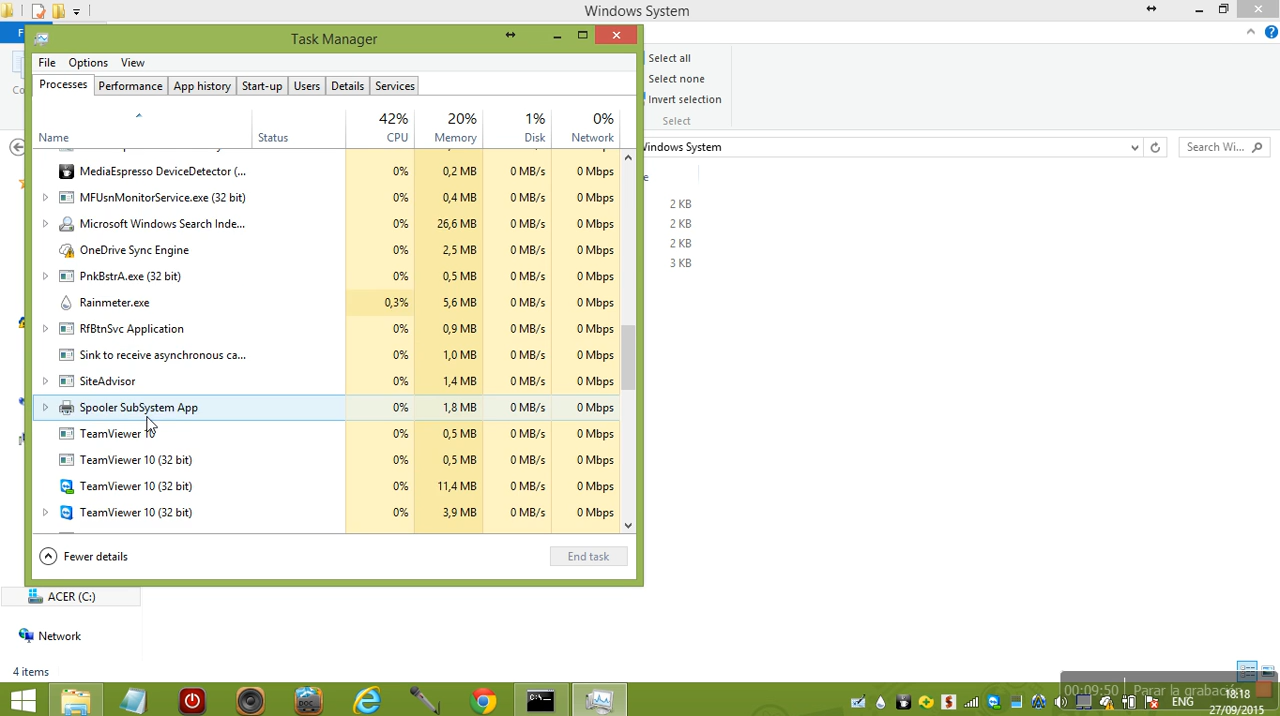 Windows System
Task Manager
File Options View
Select all
Select none
Invert selection
Select
Processes Performance App history Start-up Users Details Services
42% 20% 1% 0%
Name Status CPU Memory Disk Network
Windows System Search Wi...
MediaEspresso DeviceDetector (... 0% 0,2 MB 0 MB/s 0 Mbps
MFUsnMonitorService.exe (32 bit) 0% 0,4 MB 0 MB/s 0 Mbps
Microsoft Windows Search Inde... 0% 26,6 MB 0 MB/s 0 Mbps
OneDrive Sync Engine 0% 2,5 MB 0 MB/s 0 Mbps
PnkBstrA.exe (32 bit) 0% 0,5 MB 0 MB/s 0 Mbps
Rainmeter.exe 0,3% 5,6 MB 0 MB/s 0 Mbps
RfBtnSvc Application 0% 0,9 MB 0 MB/s 0 Mbps
Sink to receive asynchronous ca... 0% 1,0 MB 0 MB/s 0 Mbps
SiteAdvisor 0% 1,4 MB 0 MB/s 0 Mbps
Spooler SubSystem App 0% 1,8 MB 0 MB/s 0 Mbps
TeamViewer 10 0% 0,5 MB 0 MB/s 0 Mbps
TeamViewer 10 (32 bit) 0% 0,5 MB 0 MB/s 0 Mbps
TeamViewer 10 (32 bit) 0% 11,4 MB 0 MB/s 0 Mbps
TeamViewer 10 (32 bit) 0% 3,9 MB 0 MB/s 0 Mbps
2 KB
2 KB
2 KB
3 KB
Fewer details End task
ACER (C:)
Network
4 items
00:09:50 Parar la grabación
ENG 18:18
27/09/2015